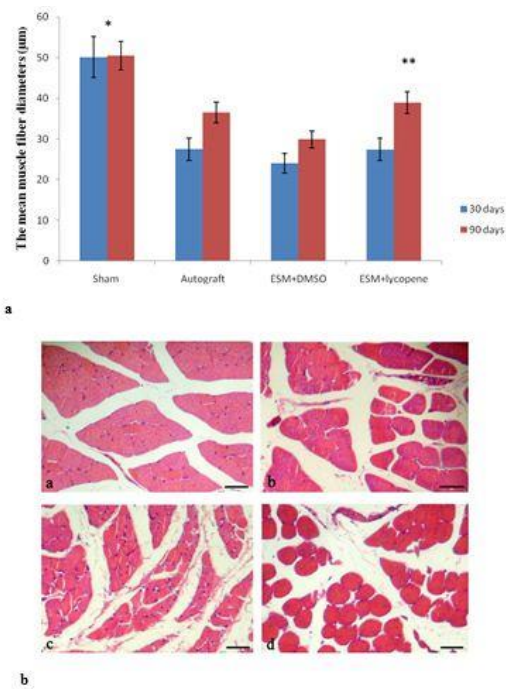 *
**
The mean muscle fiber diameters (µm)
60
50
40
30
20
10
0
Sham
Autograft
ESM+DMSO
ESM+lycopene
30 days
90 days
a
a
b
c
d
b